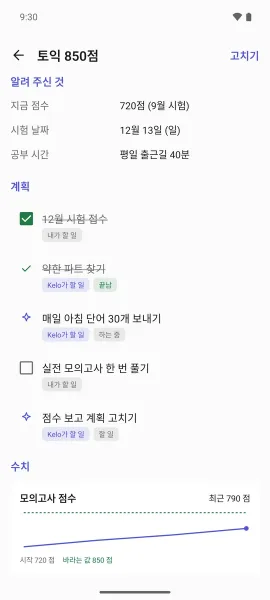 9:30
토익 850점
고치기
알려 주신 것
지금 점수 720점 (9월 시험)
시험 날짜 12월 13일 (일)
공부 시간 평일 출근길 40분
계획
12월 시험 접수
내가 할 일
약한 파트 찾기
Kelo가 할 일 끝남
매일 아침 단어 30개 보내기
Kelo가 할 일 하는 중
실전 모의고사 한 번 풀기
내가 할 일
점수 보고 계획 고치기
Kelo가 할 일 할 일
수치
모의고사 점수 최근 790 점
시작 720 점 바라는 값 850 점